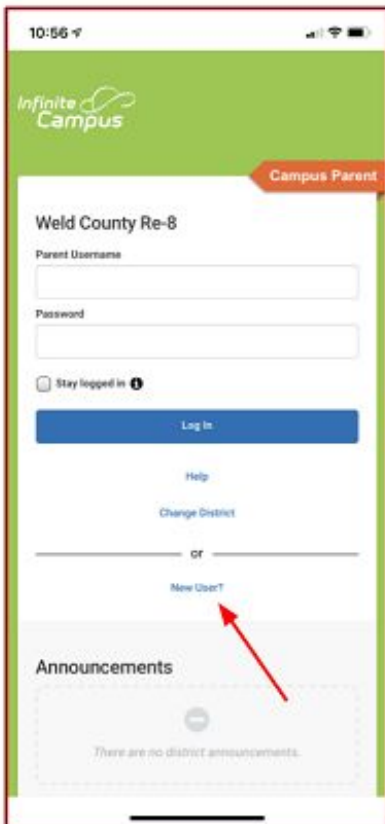 10:56
Infinite
Campus
Campus Parent
Weld County Re-8
Parent Username
Password
Stay logged in
Log In
Help
Change District
or
New User?
Announcements
There are no district announcements.